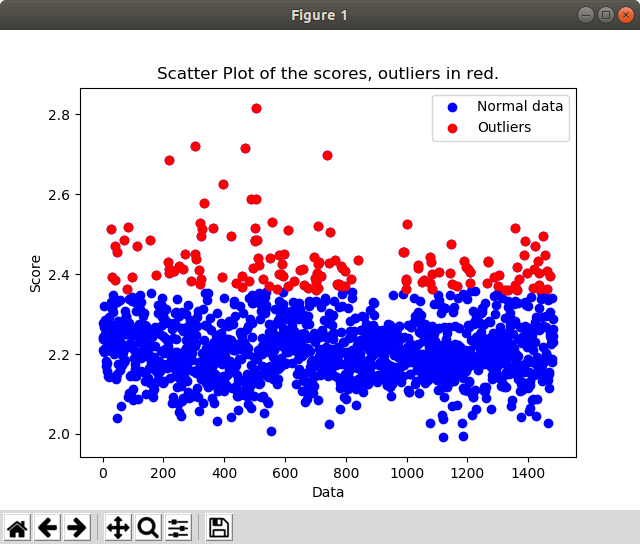 Figure 1
Scatter Plot of the scores, outliers in red.
Normal data
Outliers
Score
2.8
2.6
2.4
2.2
2.0
0 200 400 600 800 1000 1200 1400
Data